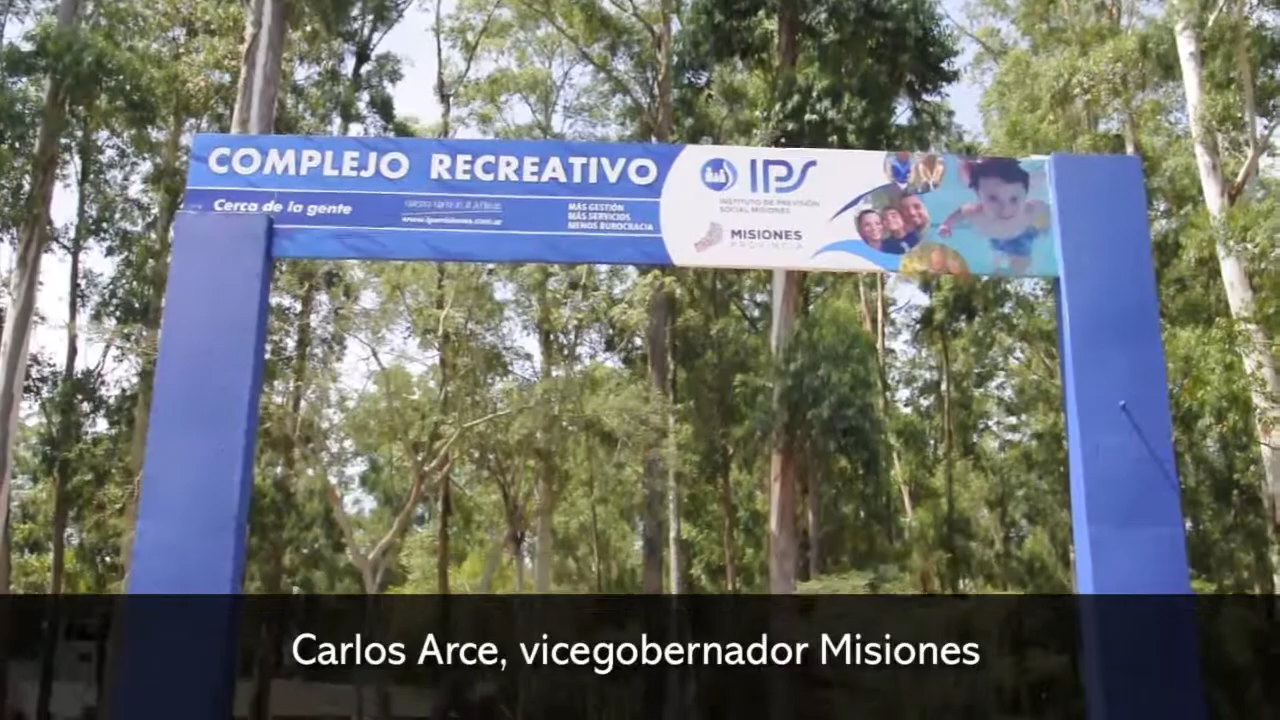 COMPLEJO RECREATIVO
Cerca de la gente
www.ipsmisiones.com.ar
MÁS GESTIÓN
MÁS SERVICIOS
MENOS BUROCRACIA
IPS
INSTITUTO DE PREVISIÓN
SOCIAL MISIONES
MISIONES
PROVINCIA
Carlos Arce, vicegobernador Misiones